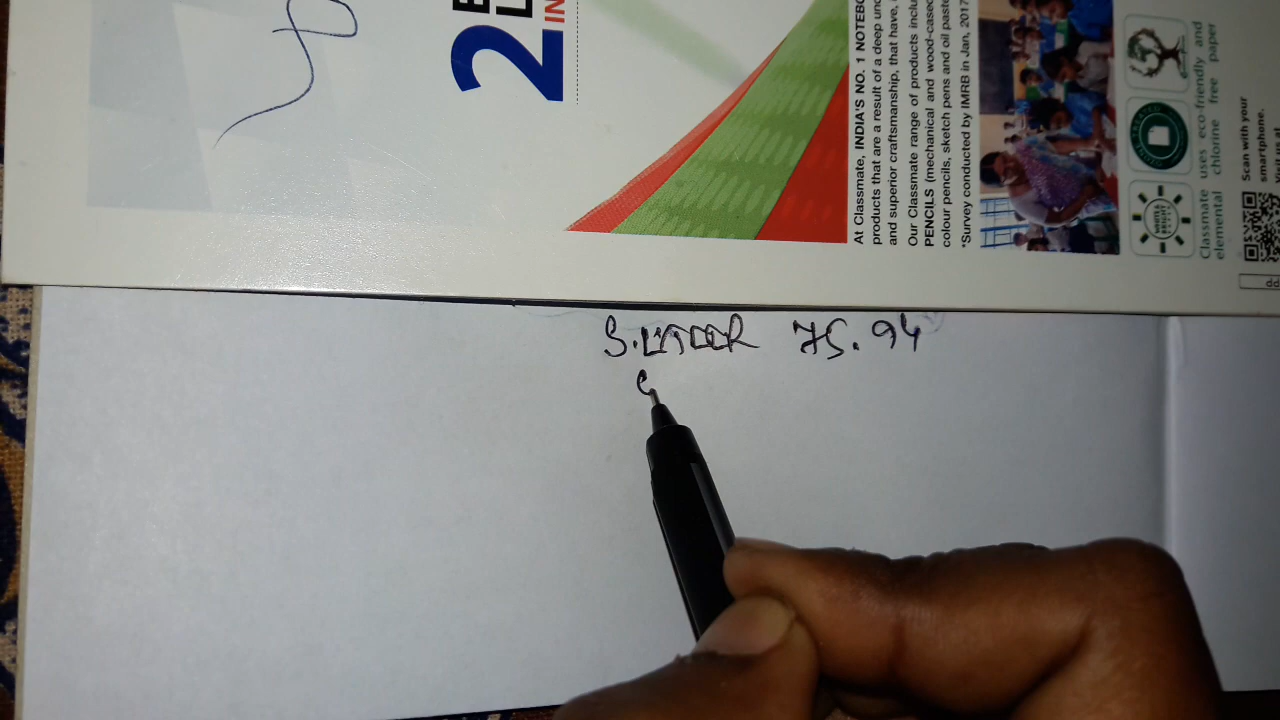 S. 75.94
2
IN
At Classmate, INDIA'S NO. 1 NOTEBO
products that are a result of a deep und
and superior craftsmanship, that have,
Our Classmate range of products inclu
PENCILS (mechanical and wood-cased
colour pencils, sketch pens and oil paste
*Survey conducted by IMRB in Jan, 2017
Classmate uses eco-friendly and
elemental chlorine free paper
Scan with your
smartphone.